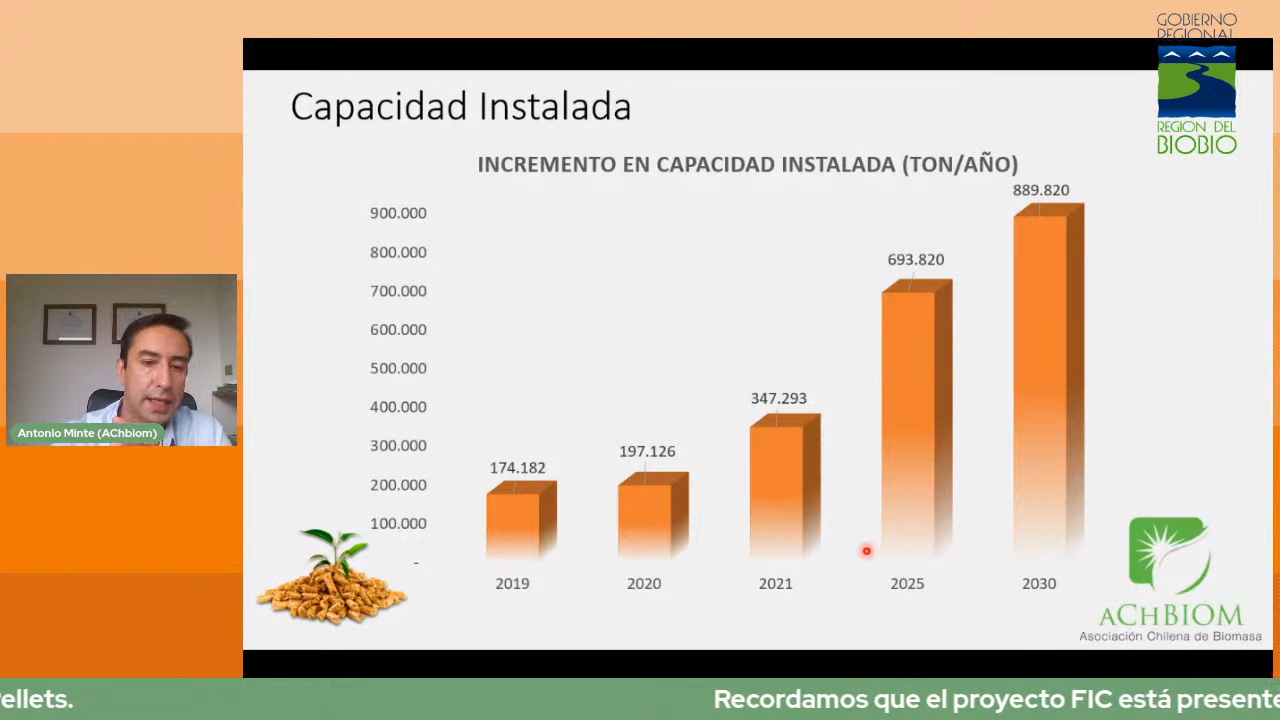 GOBIERNO
REGIONAL
REGION DEL
BIOBIO
Capacidad Instalada
INCREMENTO EN CAPACIDAD INSTALADA (TON/AÑO)
900.000
800.000
700.000
600.000
500.000
400.000
300.000
200.000
100.000
-
174.182
197.126
347.293
693.820
889.820
2019
2020
2021
2025
2030
Antonio Minte (AChbiom)
ACHBIOM
Asociación Chilena de Biomasa
ellets.
Recordamos que el proyecto FIC está presente